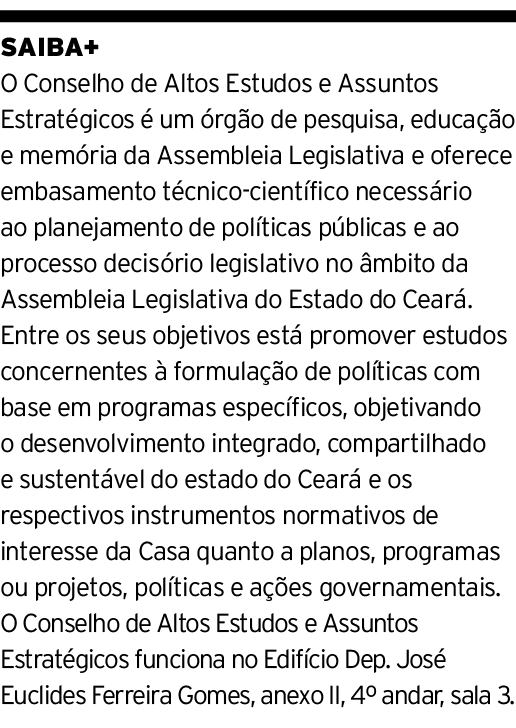 SAIBA+
O Conselho de Altos Estudos e Assuntos
Estratégicos é um órgão de pesquisa, educação
e memória da Assembleia Legislativa e oferece
embasamento técnico-científico necessário
ao planejamento de políticas públicas e ao
processo decisório legislativo no âmbito da
Assembleia Legislativa do Estado do Ceará.
Entre os seus objetivos está promover estudos
concernentes à formulação de políticas com
base em programas específicos, objetivando
o desenvolvimento integrado, compartilhado
e sustentável do estado do Ceará e os
respectivos instrumentos normativos de
interesse da Casa quanto a planos, programas
ou projetos, políticas e ações governamentais.
O Conselho de Altos Estudos e Assuntos
Estratégicos funciona no Edifício Dep. José
Euclides Ferreira Gomes, anexo II, 4º andar, sala 3.